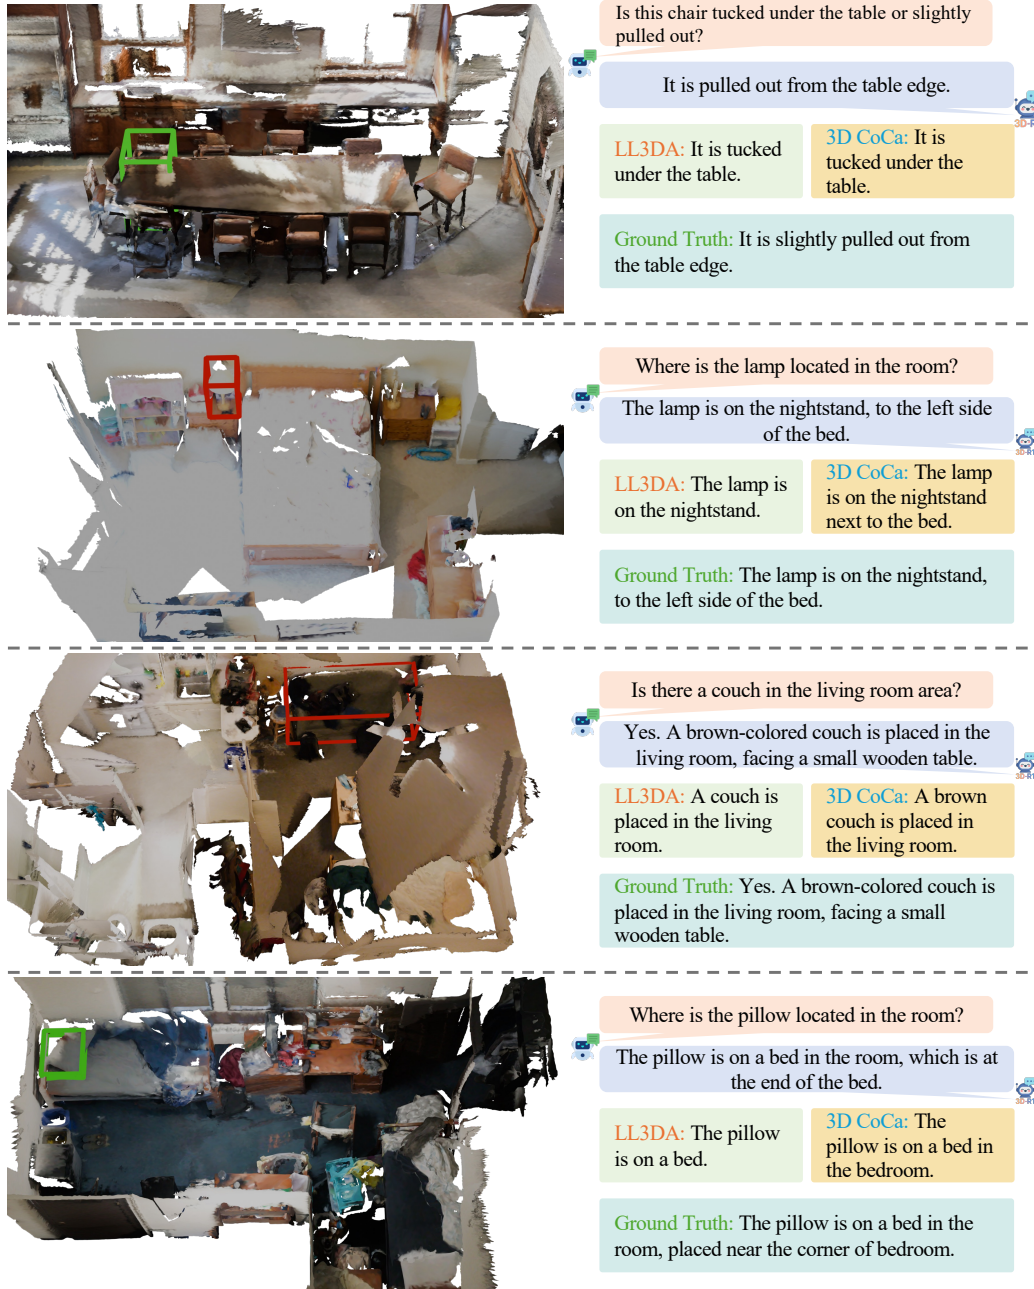 Is this chair tucked under the table or slightly
pulled out?
It is pulled out from the table edge.
3D-R1
LL3DA: It is tucked
under the table.
3D CoCa: It is
tucked under the
table.
Ground Truth: It is slightly pulled out from
the table edge.
Where is the lamp located in the room?
The lamp is on the nightstand, to the left side
of the bed.
3D-R1
LL3DA: The lamp is
on the nightstand.
3D CoCa: The lamp
is on the nightstand
next to the bed.
Ground Truth: The lamp is on the nightstand,
to the left side of the bed.
Is there a couch in the living room area?
Yes. A brown-colored couch is placed in the
living room, facing a small wooden table.
3D-R1
LL3DA: A couch is
placed in the living
room.
3D CoCa: A brown
couch is placed in
the living room.
Ground Truth: Yes. A brown-colored couch is
placed in the living room, facing a small
wooden table.
Where is the pillow located in the room?
The pillow is on a bed in the room, which is at
the end of the bed.
3D-R1
LL3DA: The pillow
is on a bed.
3D CoCa: The
pillow is on a bed in
the bedroom.
Ground Truth: The pillow is on a bed in the
room, placed near the corner of bedroom.